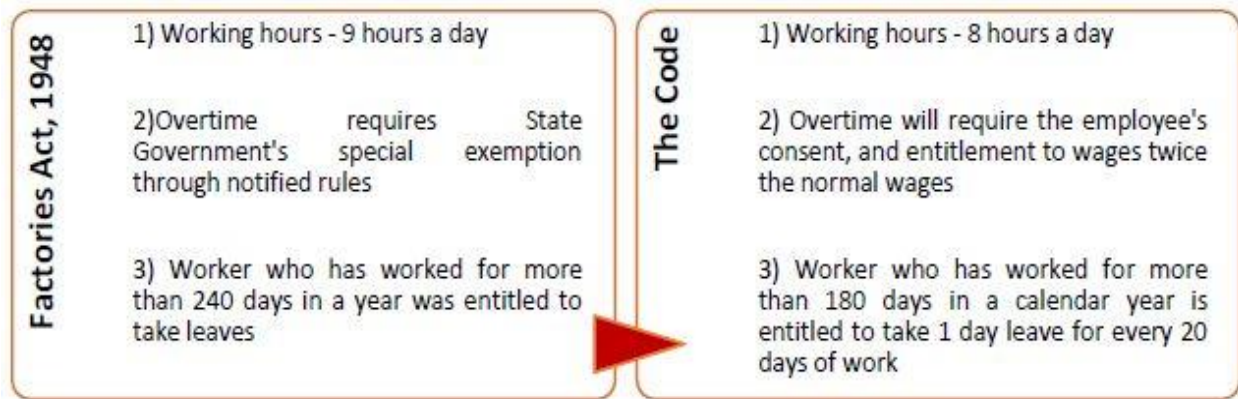 Factories Act, 1948
1) Working hours - 9 hours a day
2)Overtime requires State
Government's special exemption
through notified rules
3) Worker who has worked for more
than 240 days in a year was entitled to
take leaves
The Code
1) Working hours - 8 hours a day
2) Overtime will require the employee's
consent, and entitlement to wages twice
the normal wages
3) Worker who has worked for more
than 180 days in a calendar year is
entitled to take 1 day leave for every 20
days of work